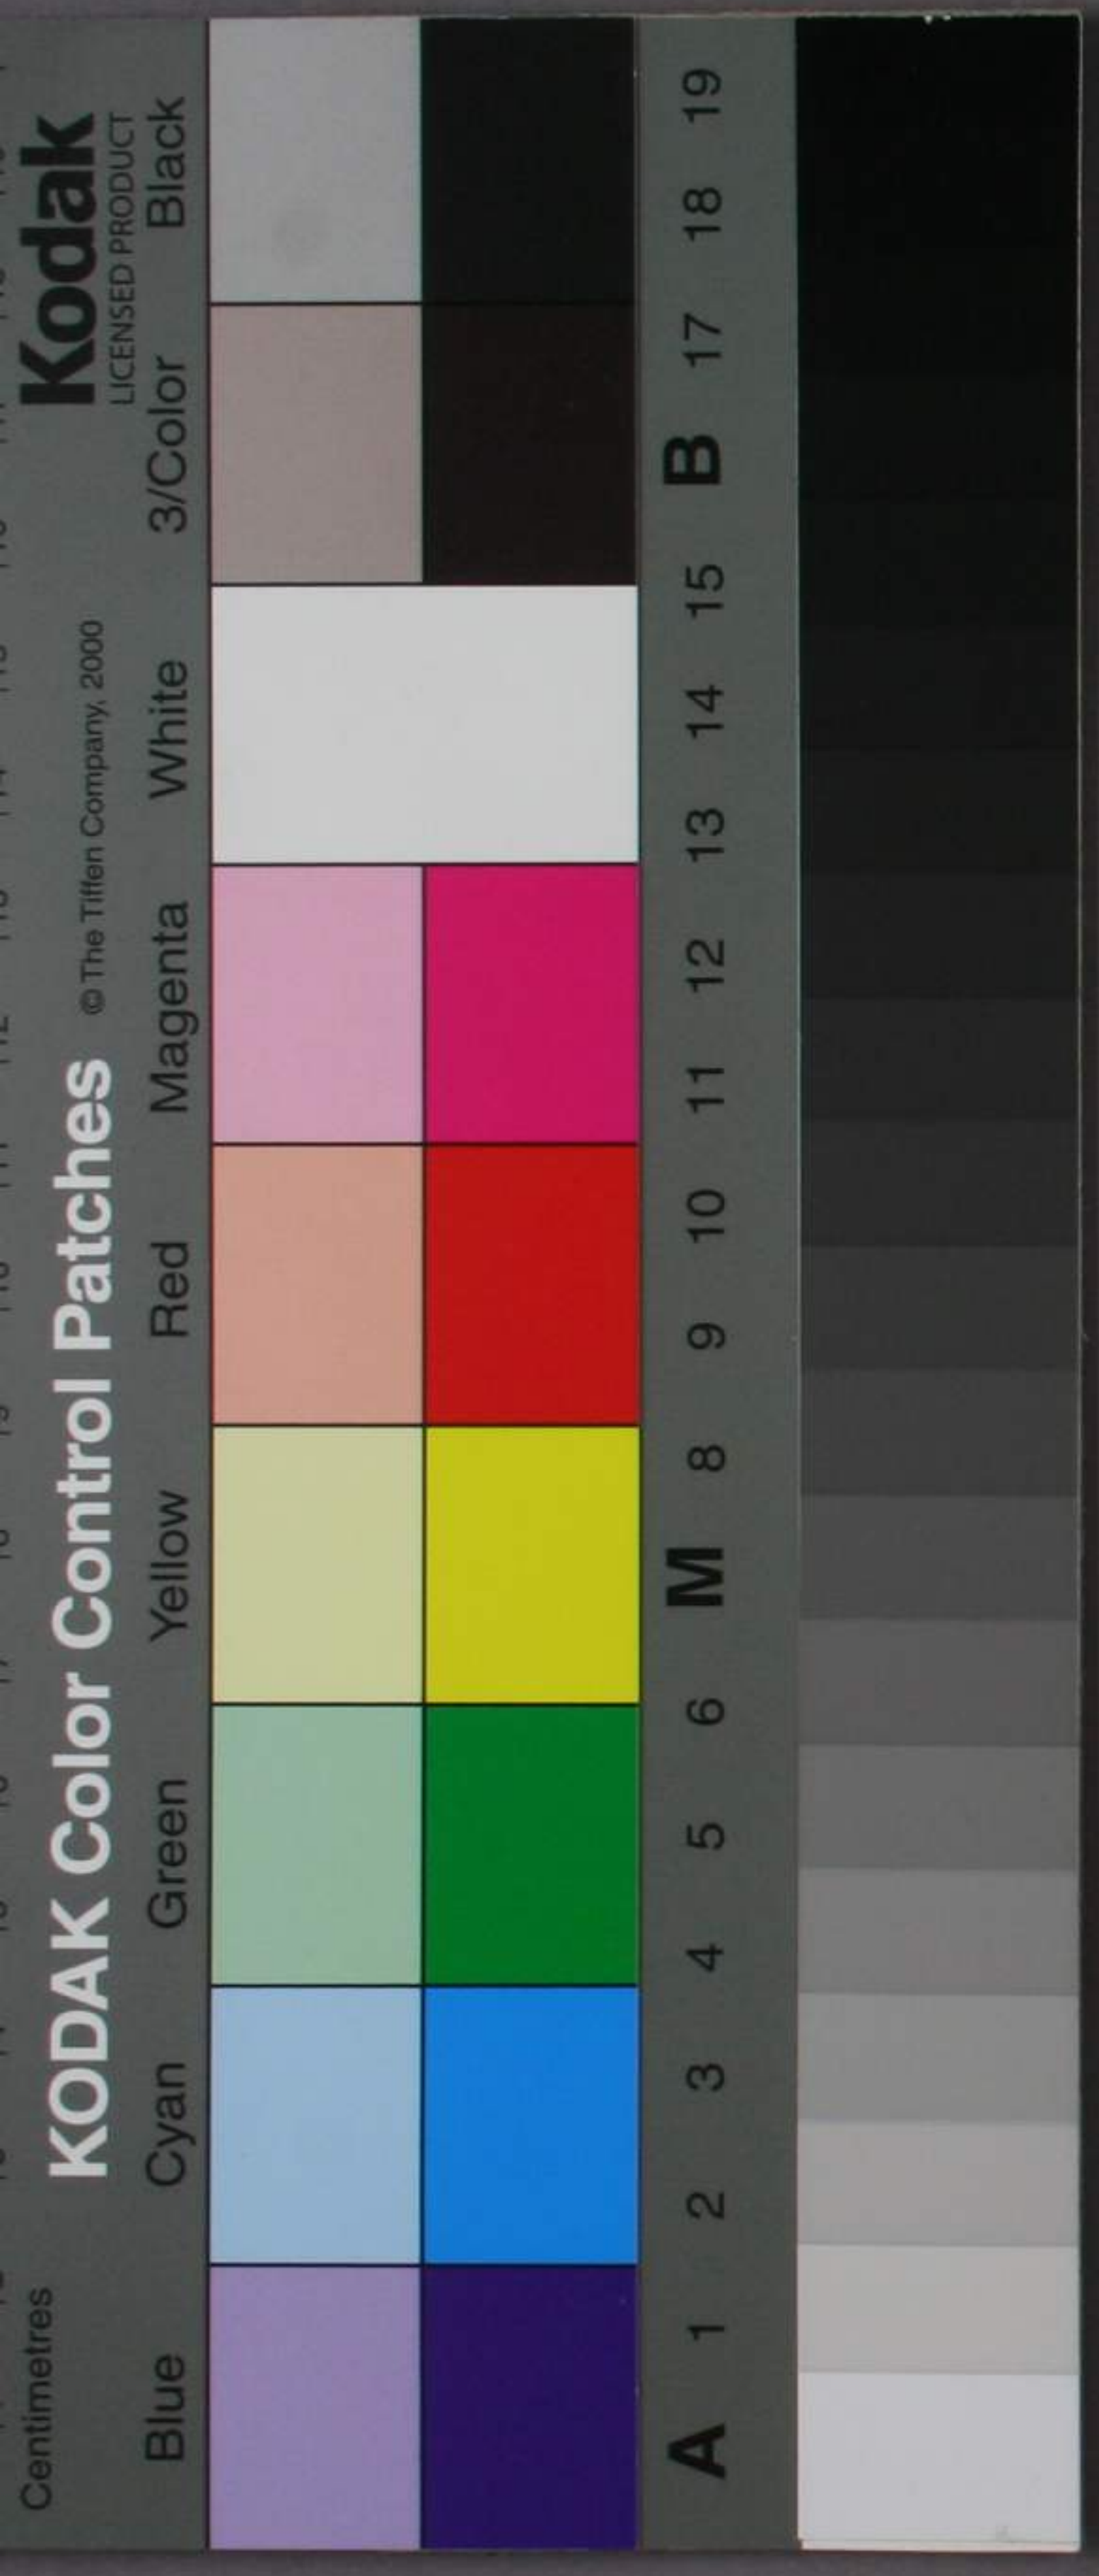 Centimetres
KODAK Color Control Patches © The Tiffen Company, 2000
Kodak
LICENSED PRODUCT
Blue Cyan Green Yellow Red Magenta White 3/Color Black
A 1 2 3 4 5 6 M 8 9 10 11 12 13 14 15 B 17 18 19